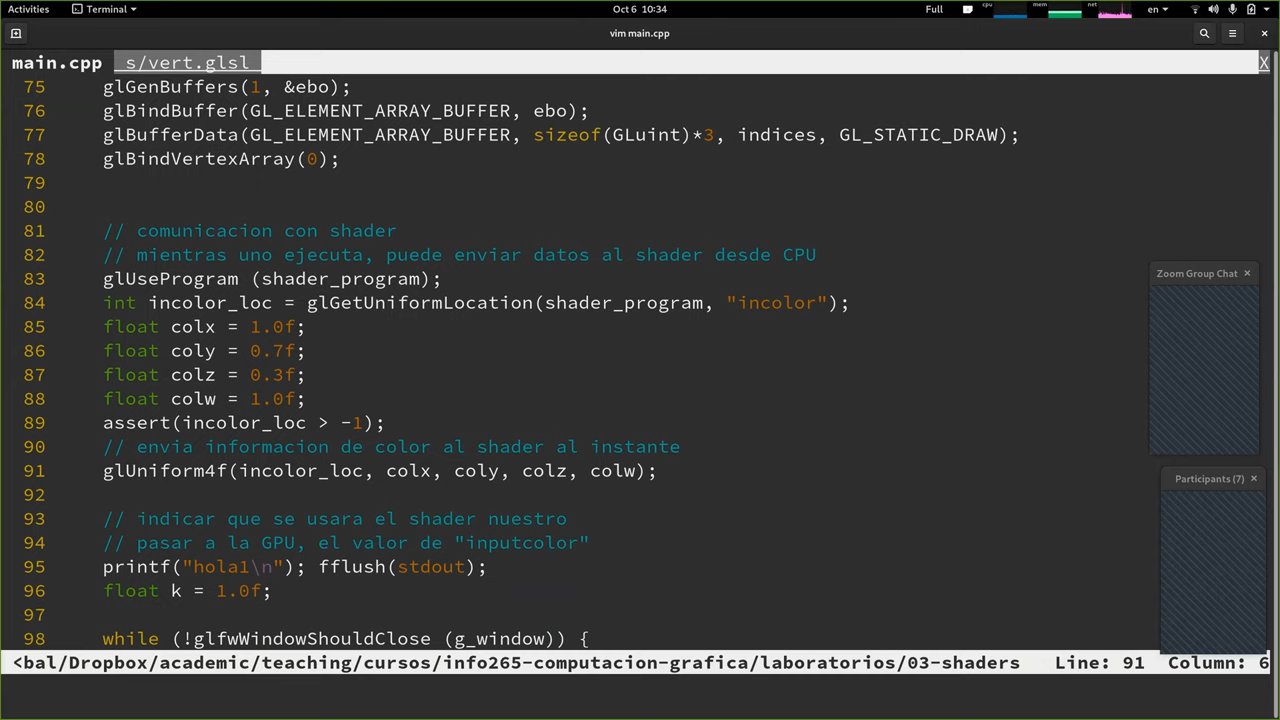 Activities Terminal Oct 6 10:34 Full cpu mem net en
vim main.cpp
main.cpp s/vert.glsl X
75 glGenBuffers(1, &ebo);
76 glBindBuffer(GL_ELEMENT_ARRAY_BUFFER, ebo);
77 glBufferData(GL_ELEMENT_ARRAY_BUFFER, sizeof(GLuint)*3, indices, GL_STATIC_DRAW);
78 glBindVertexArray(0);
79
80
81 // comunicacion con shader
82 // mientras uno ejecuta, puede enviar datos al shader desde CPU
83 glUseProgram (shader_program);
84 int incolor_loc = glGetUniformLocation(shader_program, "incolor");
85 float colx = 1.0f;
86 float coly = 0.7f;
87 float colz = 0.3f;
88 float colw = 1.0f;
89 assert(incolor_loc > -1);
90 // envia informacion de color al shader al instante
91 glUniform4f(incolor_loc, colx, coly, colz, colw);
92
93 // indicar que se usara el shader nuestro
94 // pasar a la GPU, el valor de "inputcolor"
95 printf("hola1\n"); fflush(stdout);
96 float k = 1.0f;
97
98 while (!glfwWindowShouldClose (g_window)) {
<bal/Dropbox/academic/teaching/cursos/info265-computacion-grafica/laboratorios/03-shaders Line: 91 Column: 6
Zoom Group Chat
Participants (7)